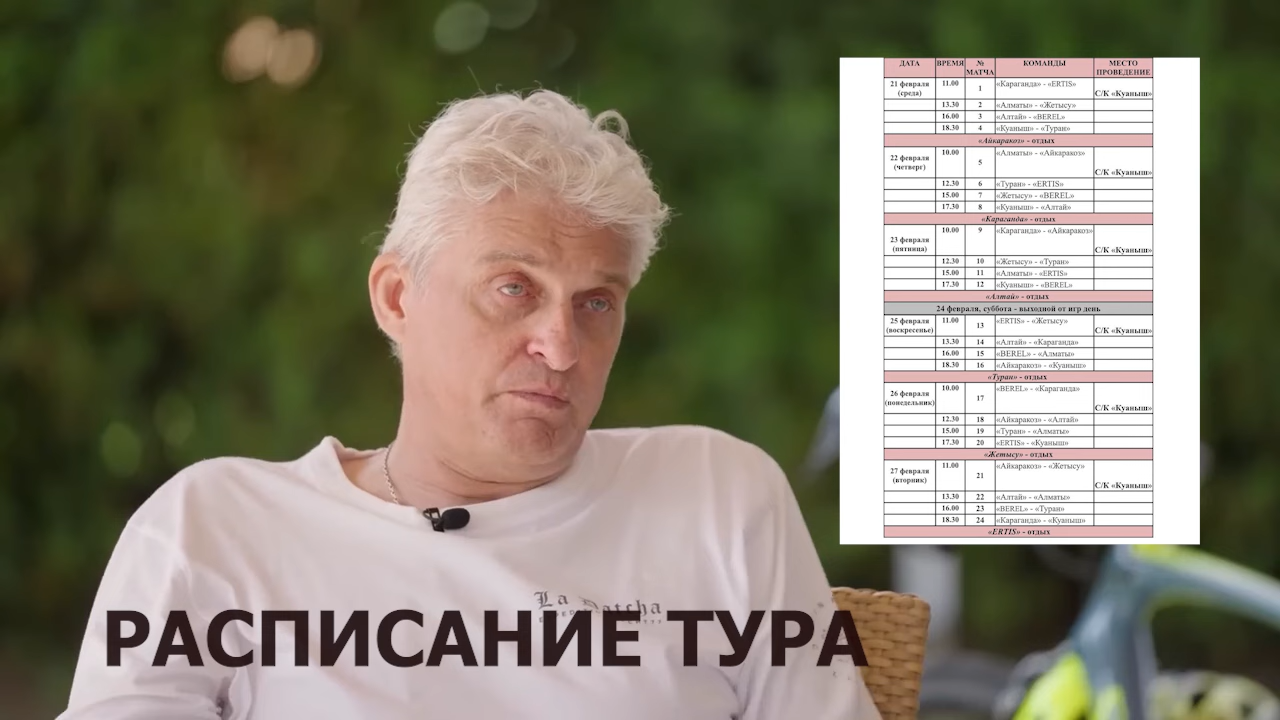 ДАТА ВРЕМЯ № МАТЧА КОМАНДЫ МЕСТО ПРОВЕДЕНИЕ
21 февраля (среда) 11.00 1 «Караганда» - «ERTIS» С/К «Куаныш»
13.30 2 «Алматы» - «Жетысу»
16.00 3 «Алтай» - «BEREL»
18.30 4 «Куаныш» - «Туран»
«Айкаракоз» - отдых
22 февраля (четверг) 10.00 5 «Алматы» - «Айкаракоз» С/К «Куаныш»
12.30 6 «Туран» - «ERTIS»
15.00 7 «Жетысу» - «BEREL»
17.30 8 «Куаныш» - «Алтай»
«Караганда» - отдых
23 февраля (пятница) 10.00 9 «Караганда» - «Айкаракоз» С/К «Куаныш»
12.30 10 «Жетысу» - «Туран»
15.00 11 «Алматы» - «ERTIS»
17.30 12 «Куаныш» - «BEREL»
«Алтай» - отдых
24 февраля, суббота - выходной от игр день
25 февраля (воскресенье) 11.00 13 «ERTIS» - «Жетысу» С/К «Куаныш»
13.30 14 «Алтай» - «Караганда»
16.00 15 «BEREL» - «Алматы»
18.30 16 «Айкаракоз» - «Куаныш»
«Туран» - отдых
26 февраля (понедельник) 10.00 17 «BEREL» - «Караганда» С/К «Куаныш»
12.30 18 «Айкаракоз» - «Алтай»
15.00 19 «Туран» - «Алматы»
17.30 20 «ERTIS» - «Куаныш»
«Жетысу» - отдых
27 февраля (вторник) 11.00 21 «Айкаракоз» - «Жетысу» С/К «Куаныш»
13.30 22 «Алтай» - «Алматы»
16.00 23 «BEREL» - «Туран»
18.30 24 «Караганда» - «Куаныш»
«ERTIS» - отдых
La Datcha
РАСПИСАНИЕ ТУРА